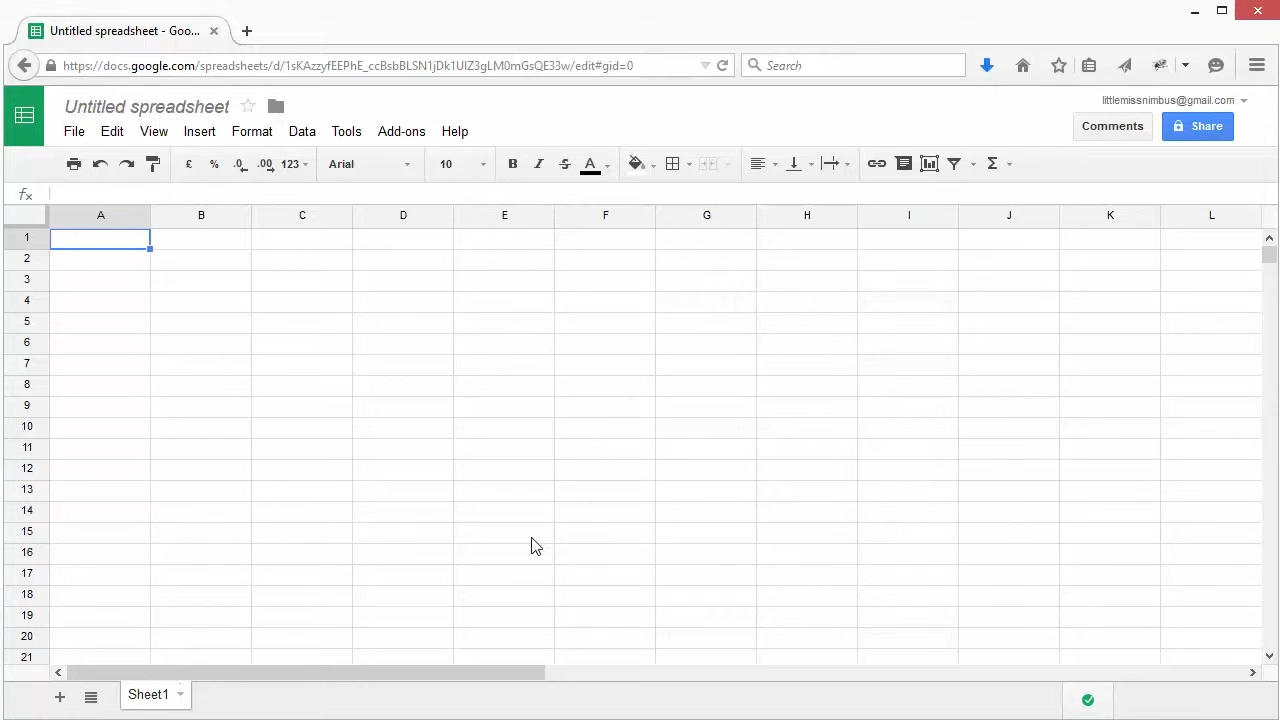 Untitled spreadsheet - Goo...
https://docs.google.com/spreadsheets/d/1sKAzzyfEEPhE_ccBsbBLSN1jDk1UIZ3gLM0mGsQE33w/edit#gid=0 Search
Untitled spreadsheet littlemissnimbus@gmail.com
File Edit View Insert Format Data Tools Add-ons Help Comments Share
£ % .0 .00 123 Arial 10 B I S A Σ
fx
A B C D E F G H I J K L
1
2
3
4
5
6
7
8
9
10
11
12
13
14
15
16
17
18
19
20
21
Sheet1